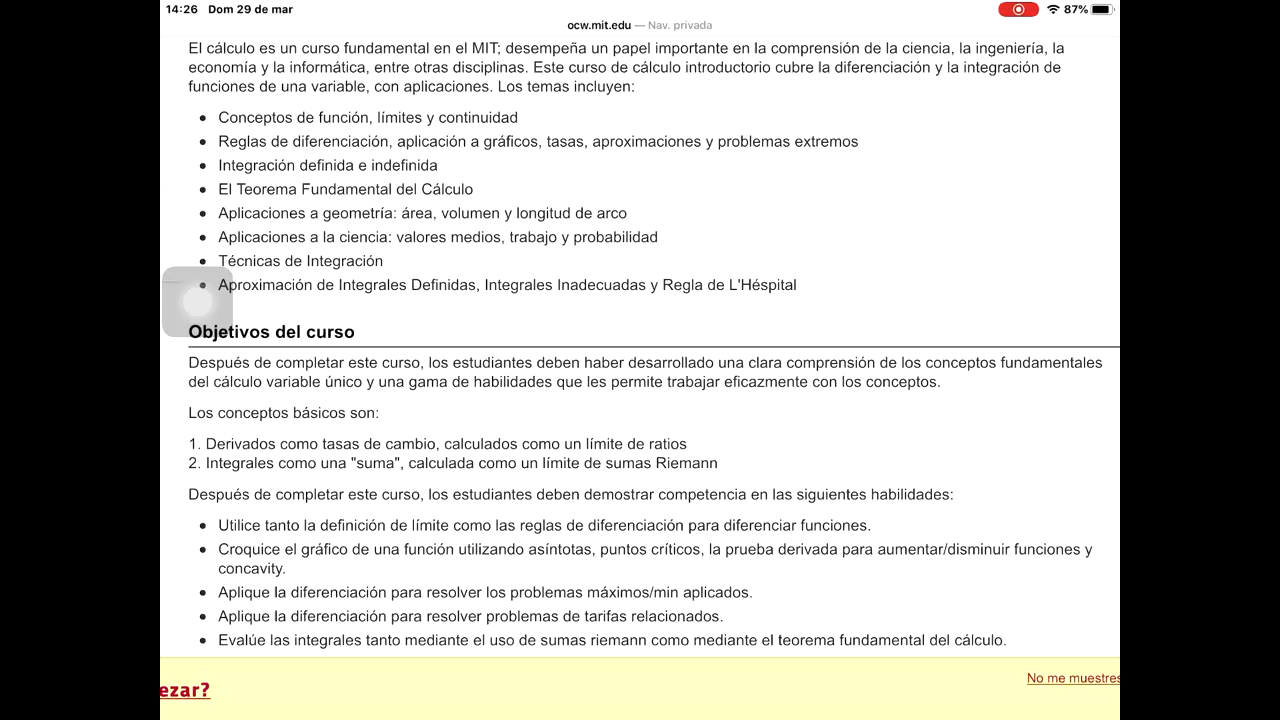 14:26 Dom 29 de mar 87%
ocw.mit.edu — Nav. privada
El cálculo es un curso fundamental en el MIT; desempeña un papel importante en la comprensión de la ciencia, la ingeniería, la
economía y la informática, entre otras disciplinas. Este curso de cálculo introductorio cubre la diferenciación y la integración de
funciones de una variable, con aplicaciones. Los temas incluyen:
• Conceptos de función, límites y continuidad
• Reglas de diferenciación, aplicación a gráficos, tasas, aproximaciones y problemas extremos
• Integración definida e indefinida
• El Teorema Fundamental del Cálculo
• Aplicaciones a geometría: área, volumen y longitud de arco
• Aplicaciones a la ciencia: valores medios, trabajo y probabilidad
• Técnicas de Integración
• Aproximación de Integrales Definidas, Integrales Inadecuadas y Regla de L'Héspital
Objetivos del curso
Después de completar este curso, los estudiantes deben haber desarrollado una clara comprensión de los conceptos fundamentales
del cálculo variable único y una gama de habilidades que les permite trabajar eficazmente con los conceptos.
Los conceptos básicos son:
1. Derivados como tasas de cambio, calculados como un límite de ratios
2. Integrales como una "suma", calculada como un límite de sumas Riemann
Después de completar este curso, los estudiantes deben demostrar competencia en las siguientes habilidades:
• Utilice tanto la definición de límite como las reglas de diferenciación para diferenciar funciones.
• Croquice el gráfico de una función utilizando asíntotas, puntos críticos, la prueba derivada para aumentar/disminuir funciones y
concavity.
• Aplique la diferenciación para resolver los problemas máximos/min aplicados.
• Aplique la diferenciación para resolver problemas de tarifas relacionados.
• Evalúe las integrales tanto mediante el uso de sumas riemann como mediante el teorema fundamental del cálculo.
ezar?
No me muestres